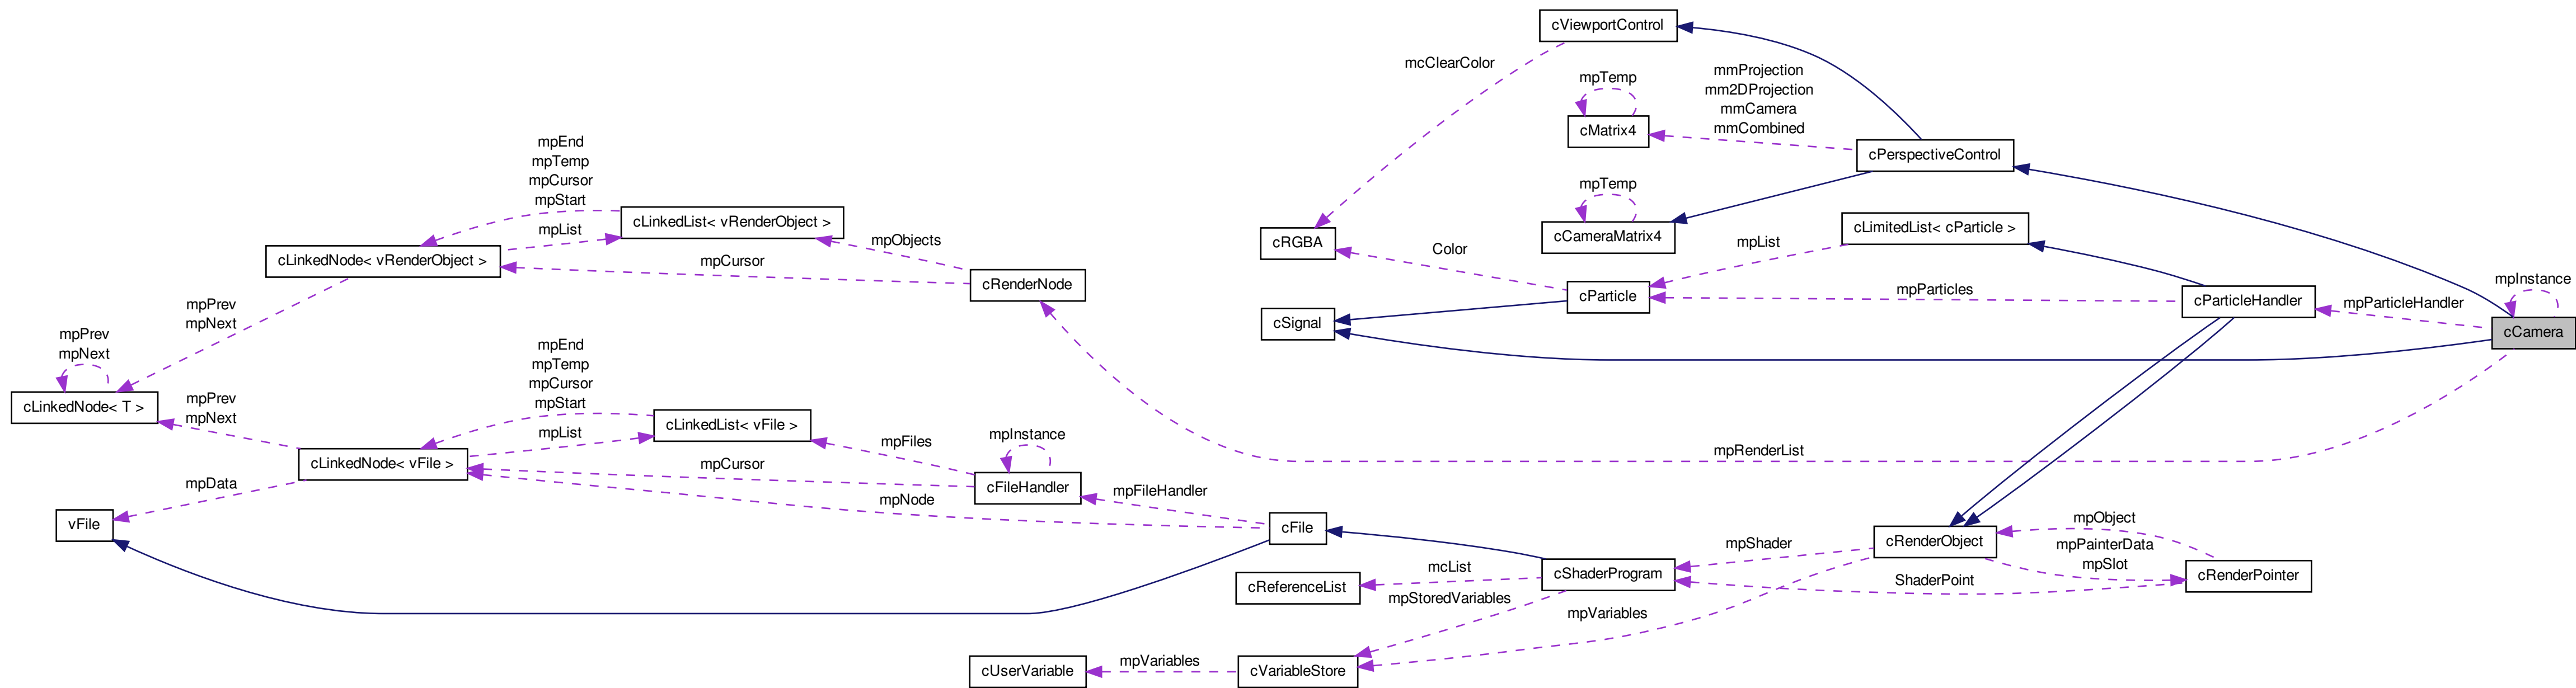 cViewportControl
mcClearColor
mpTemp
cMatrix4
mmProjection
mm2DProjection
mmCamera
mmCombined
cPerspectiveControl
mpTemp
cCameraMatrix4
cRGBA
Color
cSignal
mpList
cLimitedList< cParticle >
cParticle
mpParticles
cParticleHandler
mpParticleHandler
mpInstance
cCamera
mpEnd
mpTemp
mpCursor
mpStart
cLinkedList< vRenderObject >
mpList
cLinkedNode< vRenderObject >
mpObjects
mpCursor
cRenderNode
mpPrev
mpNext
mpPrev
mpNext
cLinkedNode< T >
mpPrev
mpNext
mpEnd
mpTemp
mpCursor
mpStart
cLinkedList< vFile >
mpList
cLinkedNode< vFile >
mpFiles
mpCursor
mpNode
mpInstance
cFileHandler
mpFileHandler
mpRenderList
mpData
vFile
cFile
mpShader
cShaderProgram
mcList
cReferenceList
mpStoredVariables
cRenderObject
mpObject
mpPainterData
mpSlot
ShaderPoint
cRenderPointer
mpVariables
cVariableStore
mpVariables
cUserVariable